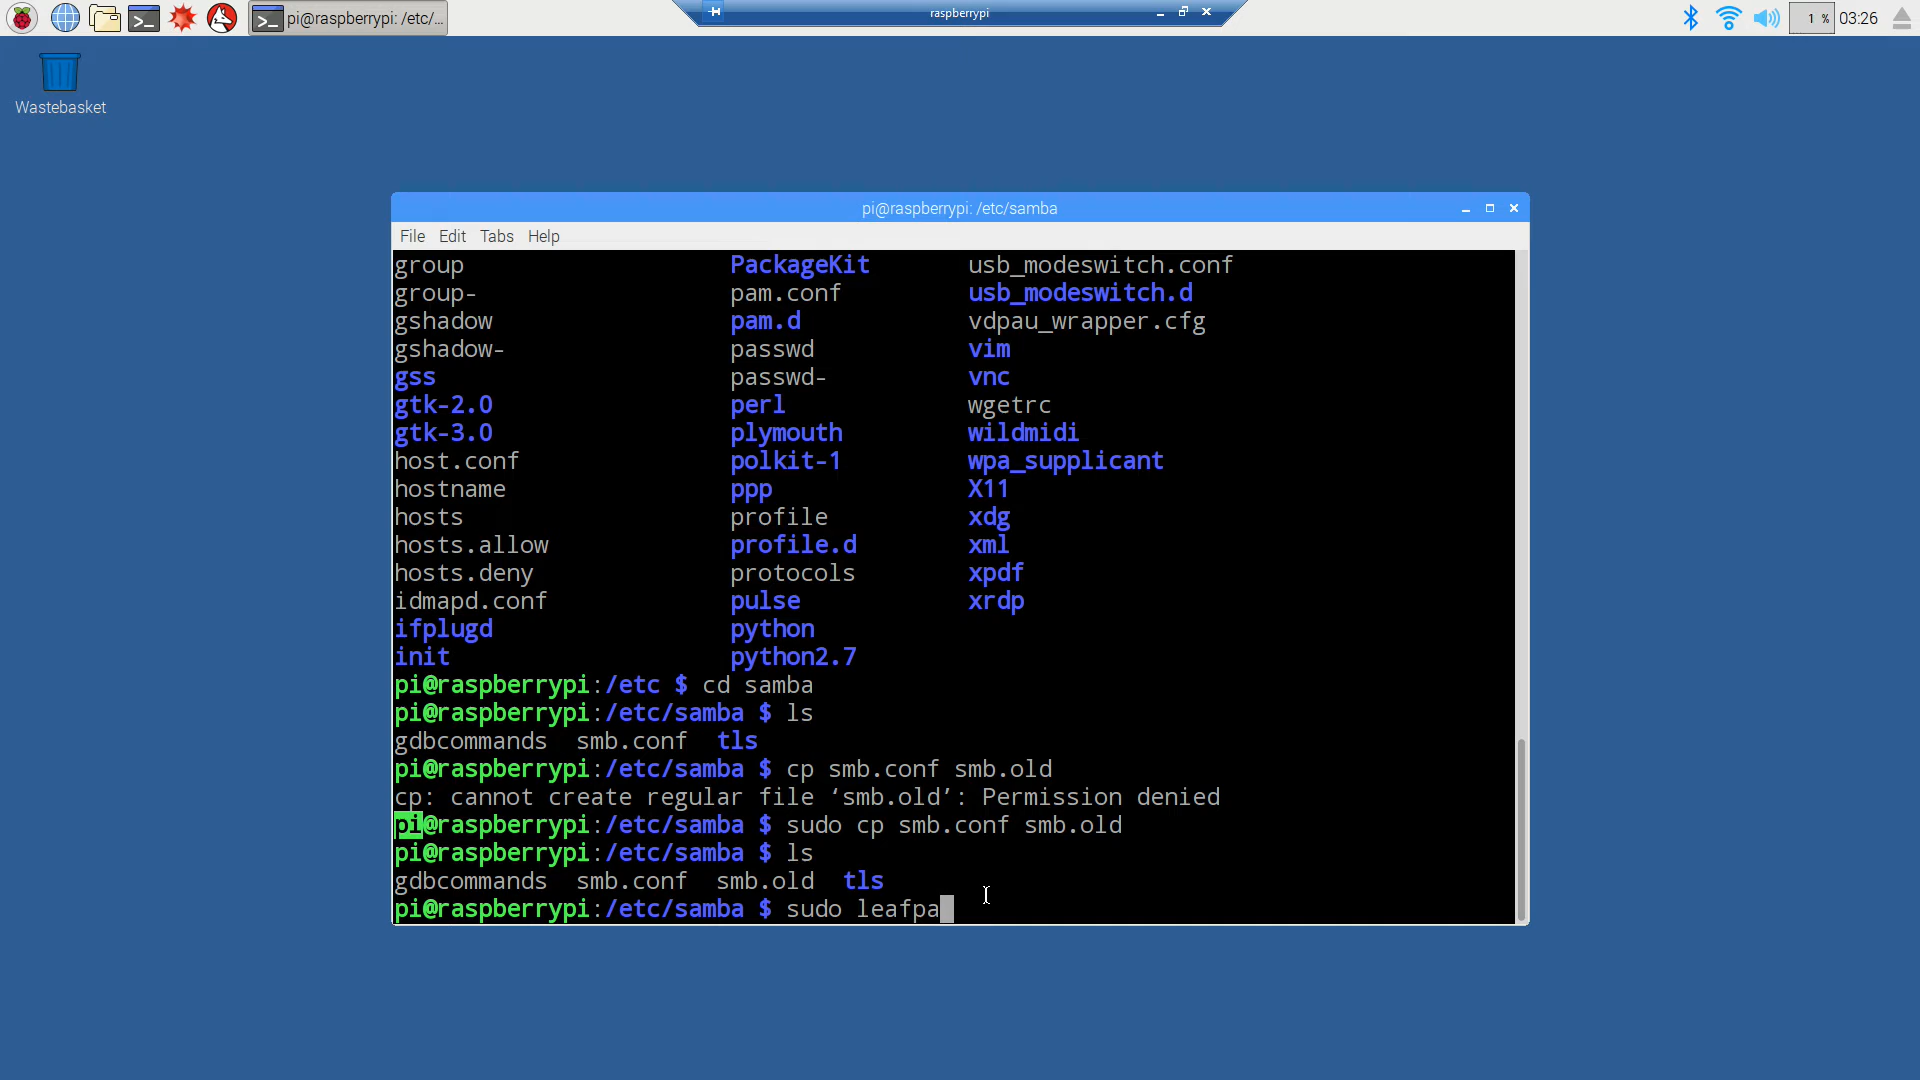 pi@raspberrypi: /etc/...
raspberrypi
1 %
03:26
Wastebasket
pi@raspberrypi: /etc/samba
File Edit Tabs Help
group PackageKit usb_modeswitch.conf
group- pam.conf usb_modeswitch.d
gshadow pam.d vdpau_wrapper.cfg
gshadow- passwd vim
gss passwd- vnc
gtk-2.0 perl wgetrc
gtk-3.0 plymouth wildmidi
host.conf polkit-1 wpa_supplicant
hostname ppp X11
hosts profile xdg
hosts.allow profile.d xml
hosts.deny protocols xpdf
idmapd.conf pulse xrdp
ifplugd python
init python2.7
pi@raspberrypi:/etc $ cd samba
pi@raspberrypi:/etc/samba $ ls
gdbcommands smb.conf tls
pi@raspberrypi:/etc/samba $ cp smb.conf smb.old
cp: cannot create regular file ‘smb.old’: Permission denied
pi@raspberrypi:/etc/samba $ sudo cp smb.conf smb.old
pi@raspberrypi:/etc/samba $ ls
gdbcommands smb.conf smb.old tls
pi@raspberrypi:/etc/samba $ sudo leafpa